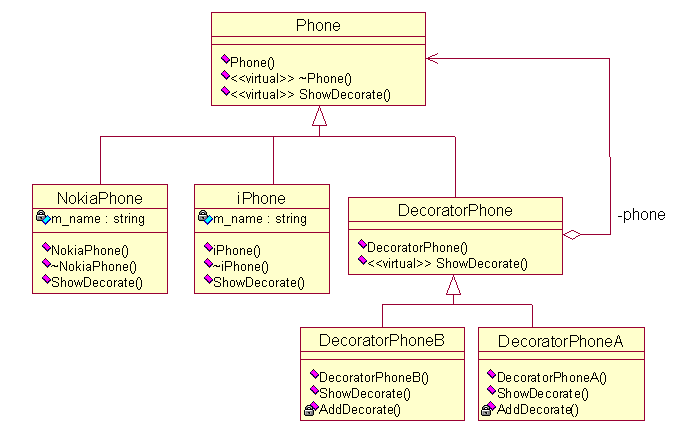 Phone
Phone()
<<virtual>> ~Phone()
<<virtual>> ShowDecorate()
NokiaPhone
m_name : string
NokiaPhone()
~NokiaPhone()
ShowDecorate()
iPhone
m_name : string
iPhone()
~iPhone()
ShowDecorate()
DecoratorPhone
DecoratorPhone()
<<virtual>> ShowDecorate()
-phone
DecoratorPhoneB
DecoratorPhoneB()
ShowDecorate()
AddDecorate()
DecoratorPhoneA
DecoratorPhoneA()
ShowDecorate()
AddDecorate()